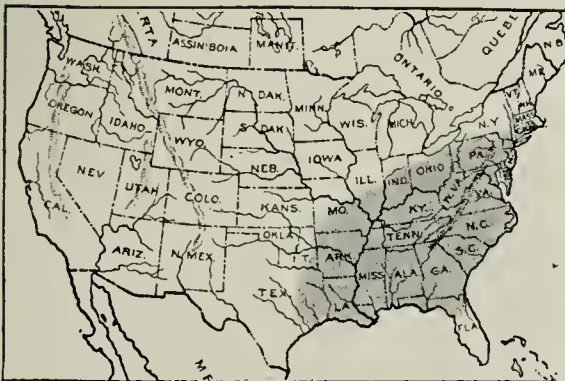 ASSIN'BOIA
MANIT.
ONTARIO
QUEBE
N.B.
WASH.
MONT.
N. DAK.
MINN.
ME.
VT.
N.H.
MASS.
OREGON
IDAHO
S. DAK.
WIS.
MICH.
N.Y.
WYO.
NEB.
IOWA
PA.
NEV.
UTAH
COLO.
KANS.
MO.
ILL.
IND.
OHIO
W.VA.
VA.
CAL.
KY.
N.C.
ARIZ.
N.MEX.
OKLA.
I.T.
ARK.
TENN.
S.C.
TEX.
LA.
MISS.
ALA.
GA.
FLA.